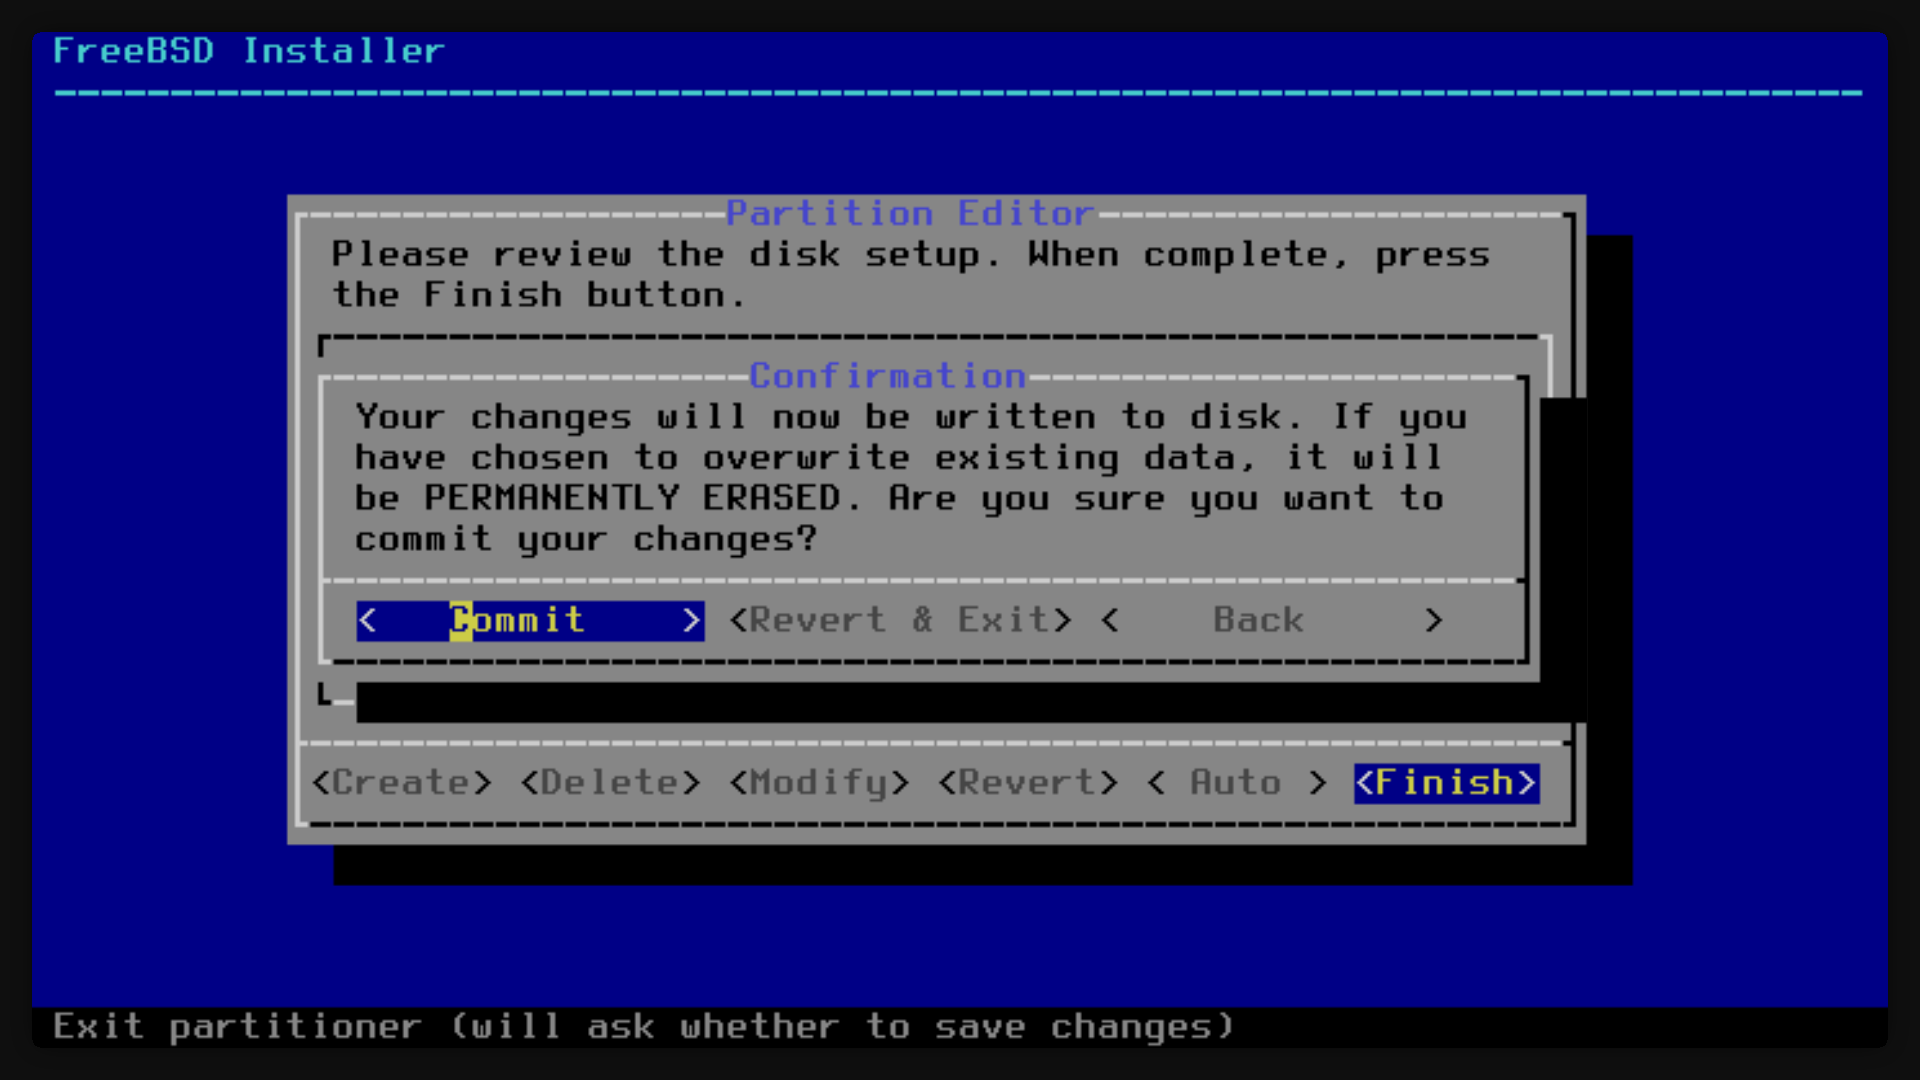 FreeBSD Installer
Partition Editor
Please review the disk setup. When complete, press
the Finish button.
Confirmation
Your changes will now be written to disk. If you
have chosen to overwrite existing data, it will
be PERMANENTLY ERASED. Are you sure you want to
commit your changes?
< Commit > <Revert & Exit> < Back >
<Create> <Delete> <Modify> <Revert> < Auto > <Finish>
Exit partitioner (will ask whether to save changes)